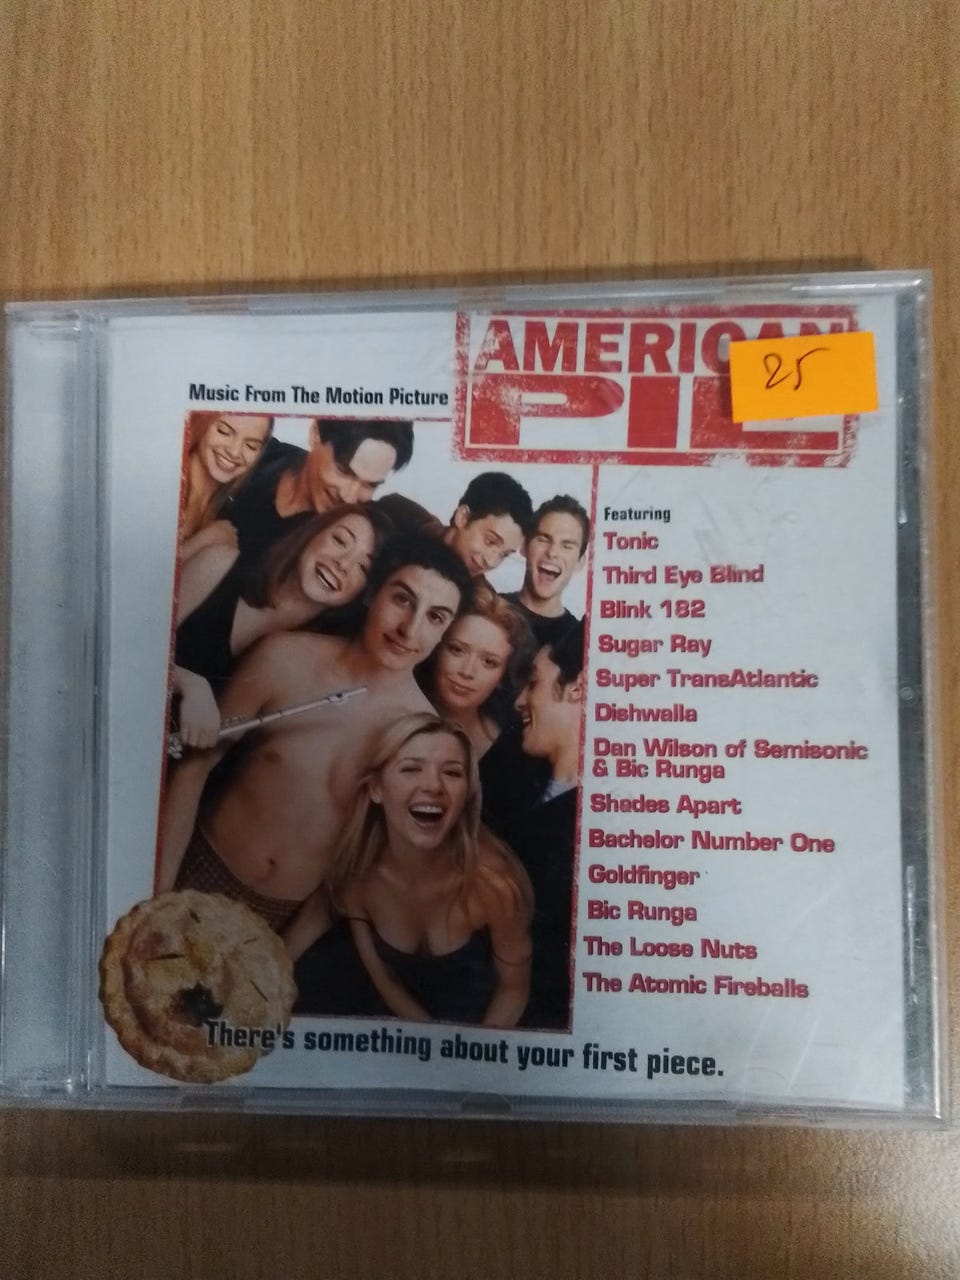 Music From The Motion Picture
AMERICAN
PIE
25
Featuring
Tonic
Third Eye Blind
Blink 182
Sugar Ray
Super TransAtlantic
Dishwalla
Dan Wilson of Semisonic
& Bic Runga
Shades Apart
Bachelor Number One
Goldfinger
Bic Runga
The Loose Nuts
The Atomic Fireballs
There's something about your first piece.